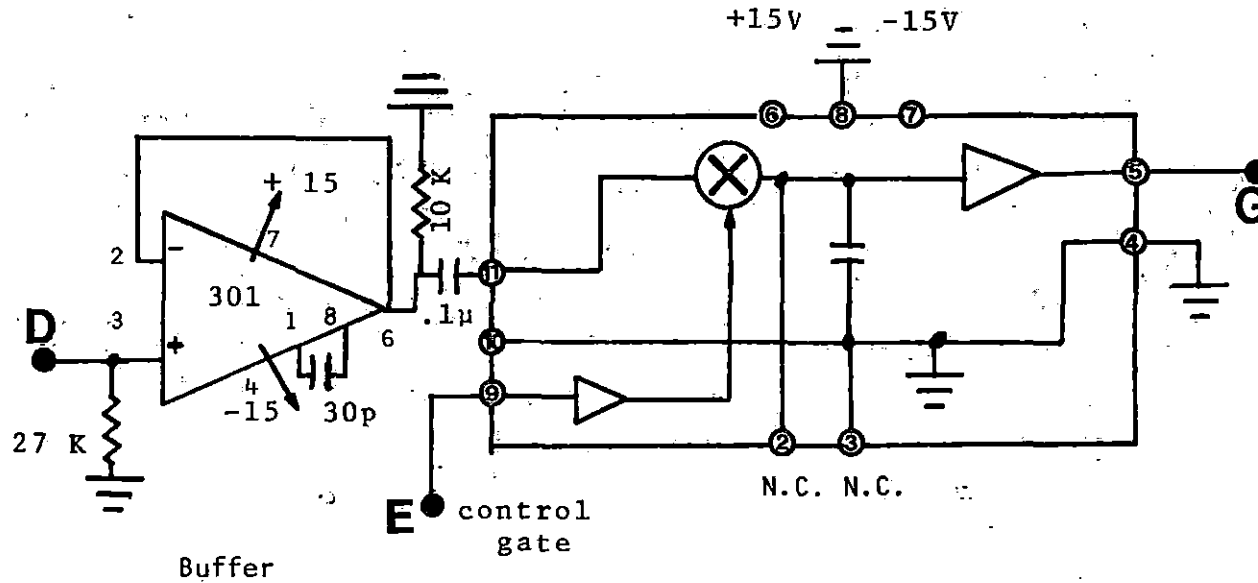 +15V -15V
⑥ ⑧ ⑦
+ 15
10 K
7
2 -
⑤
G
④
301
⑪
3
1 8
.1µ
6
D
+
⑩
4
-15
30p
⑨
27 K
② ③
N.C. N.C.
E control
gate
Buffer